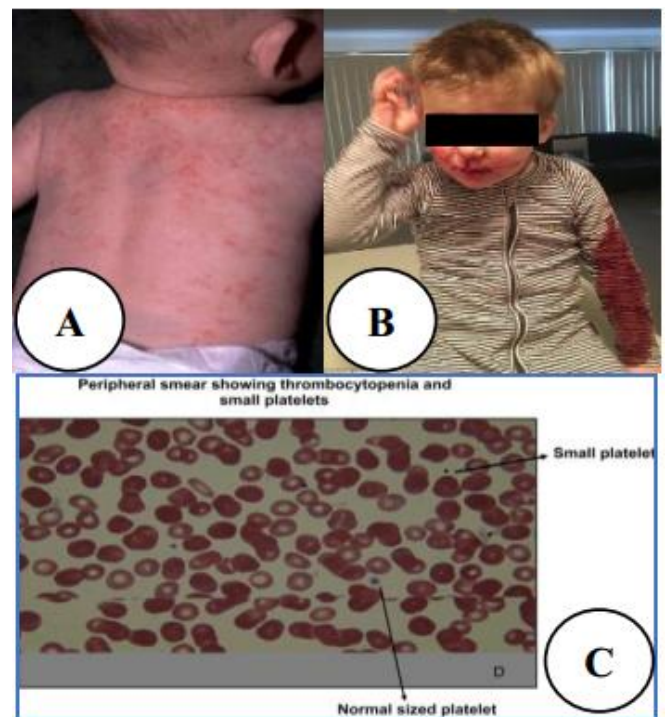 A
B
Peripheral smear showing thrombocytopenia and
small platelets
Small platelet
D
C
Normal sized platelet